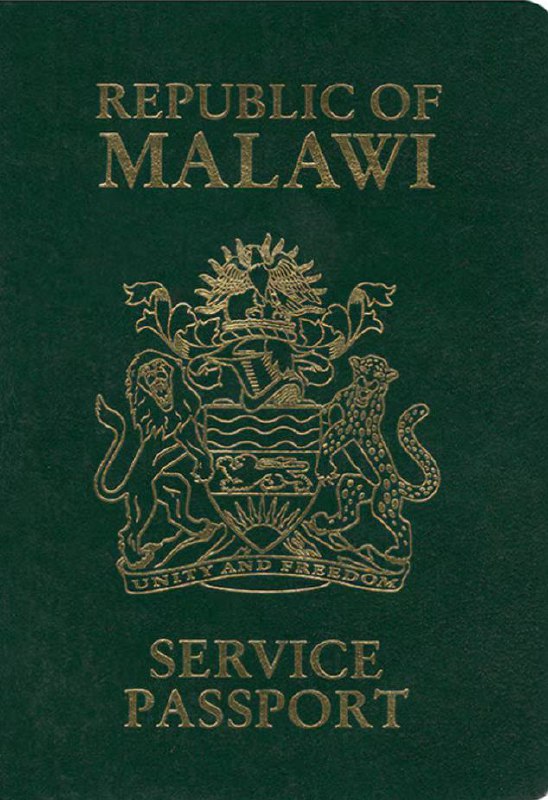 REPUBLIC OF
MALAWI
UNITY AND FREEDOM
SERVICE
PASSPORT